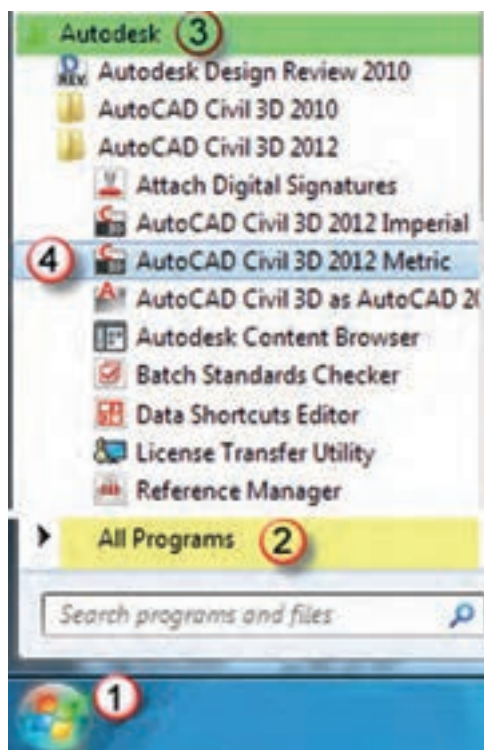 Autodesk 3
Autodesk Design Review 2010
AutoCAD Civil 3D 2010
AutoCAD Civil 3D 2012
Attach Digital Signatures
AutoCAD Civil 3D 2012 Imperial
4 AutoCAD Civil 3D 2012 Metric
AutoCAD Civil 3D as AutoCAD 20
Autodesk Content Browser
Batch Standards Checker
Data Shortcuts Editor
License Transfer Utility
Reference Manager
All Programs 2
Search programs and files
1